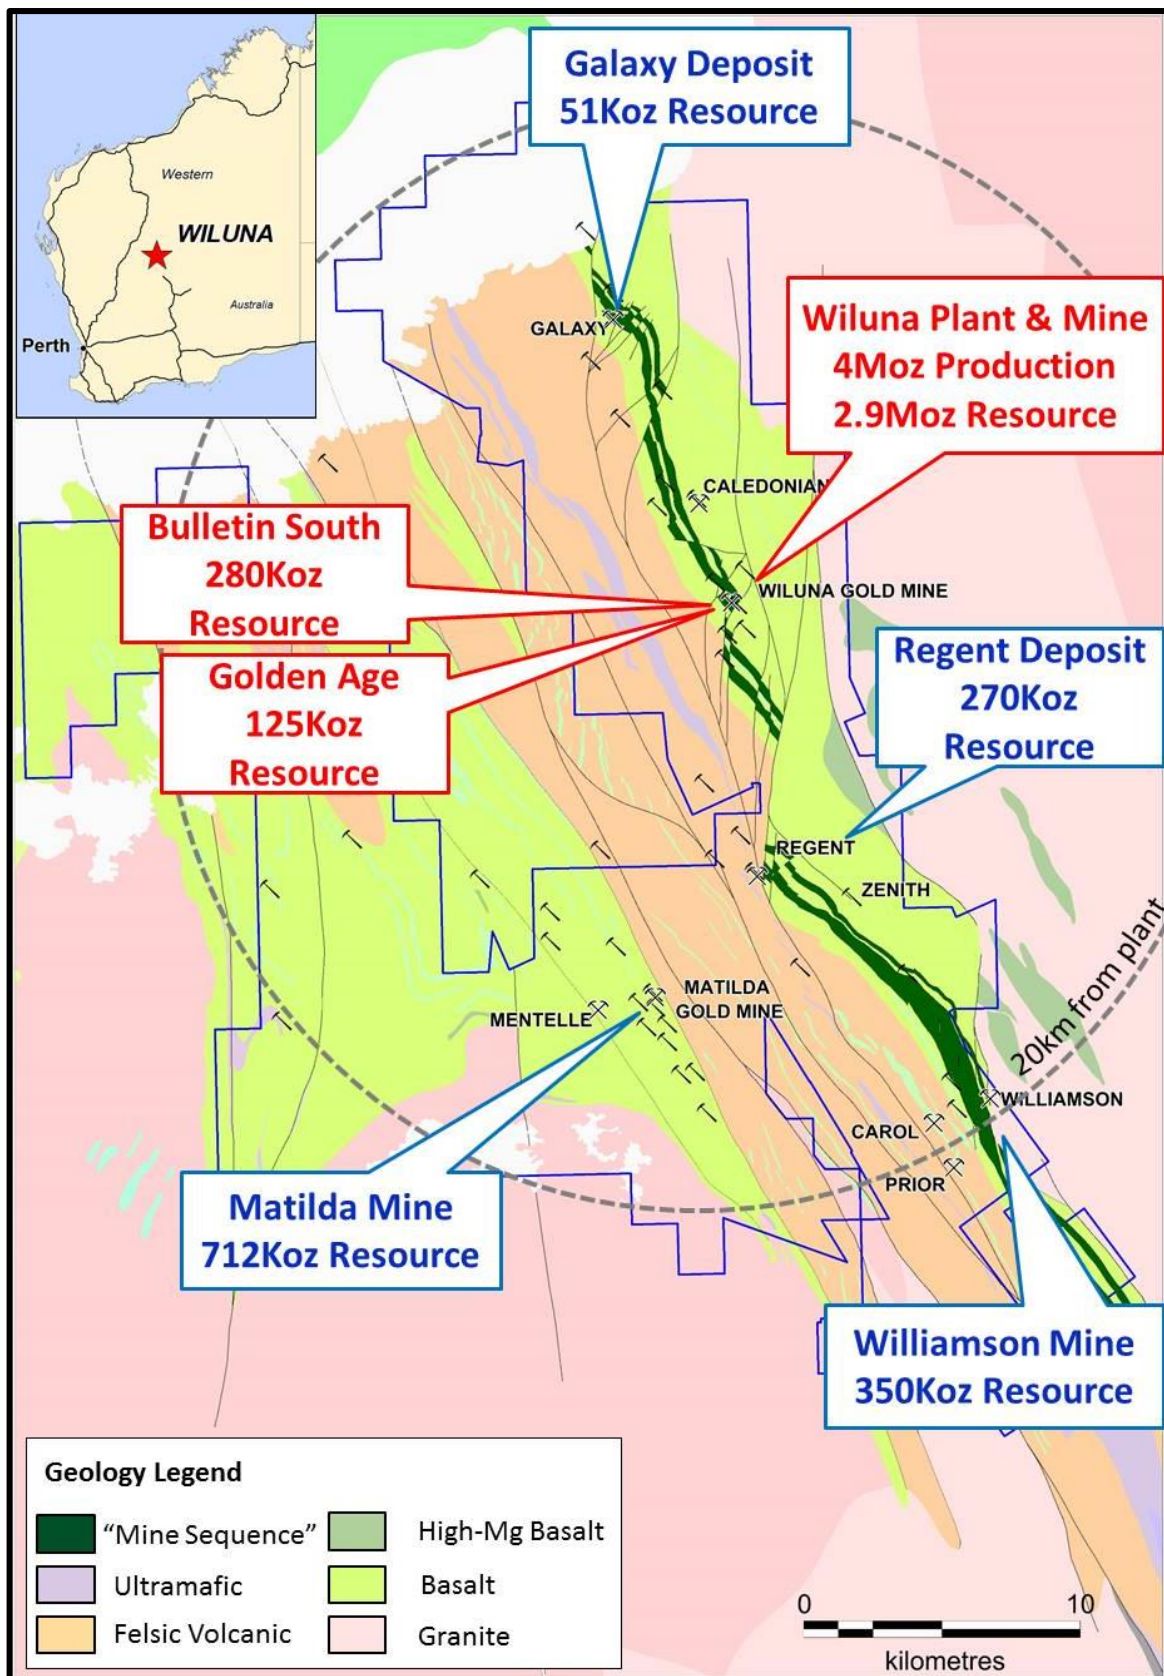 Galaxy Deposit
51Koz Resource
Western
WILUNA
Australia
Perth
GALAXY
Wiluna Plant & Mine
4Moz Production
2.9Moz Resource
CALEDONIAN
Bulletin South
280Koz
Resource
WILUNA GOLD MINE
Golden Age
125Koz
Resource
Regent Deposit
270Koz
Resource
REGENT
ZENITH
MATILDA
GOLD MINE
MENTELLE
20km from plant
WILLIAMSON
CAROL
PRIOR
Matilda Mine
712Koz Resource
Williamson Mine
350Koz Resource
Geology Legend
“Mine Sequence”
High-Mg Basalt
Ultramafic
Basalt
Felsic Volcanic
Granite
0 10
kilometres